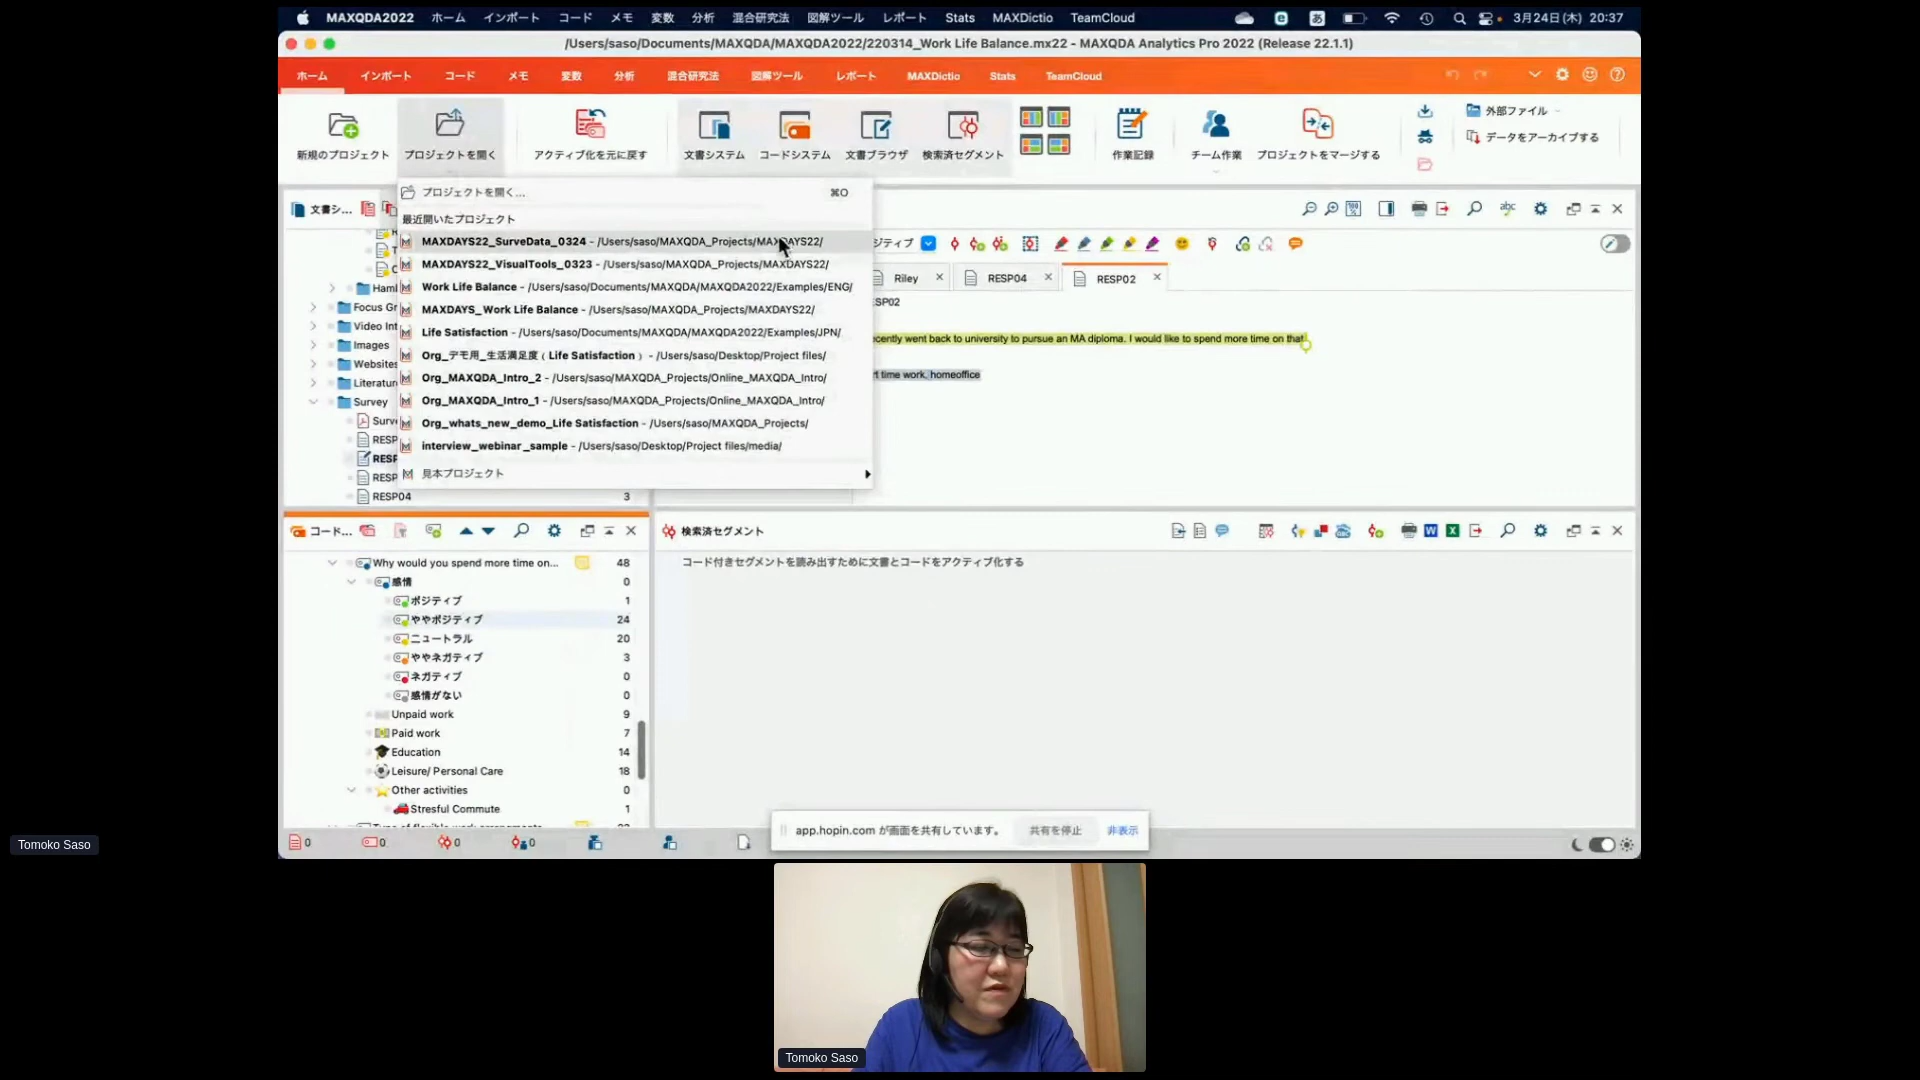 MAXQDA2022 ホーム インポート コード メモ 変数 分析 混合研究法 図解ツール レポート Stats MAXDictio TeamCloud 3月24日(木) 20:37
/Users/saso/Documents/MAXQDA/MAXQDA2022/220314_Work Life Balance.mx22 - MAXQDA Analytics Pro 2022 (Release 22.1.1)
ホーム インポート コード メモ 変数 分析 混合研究法 図解ツール レポート MAXDictio Stats TeamCloud
外部ファイル
データをアーカイブする
新規のプロジェクト プロジェクトを開く アクティブ化を元に戻す 文書システム コードシステム 文書ブラウザ 検索済セグメント 作業記録 チーム作業 プロジェクトをマージする
文書シ...
プロジェクトを開く... ⌘O
最近開いたプロジェクト
MAXDAYS22_SurveData_0324 - /Users/saso/MAXQDA_Projects/MAXDAYS22/
MAXDAYS22_VisualTools_0323 - /Users/saso/MAXQDA_Projects/MAXDAYS22/
Work Life Balance - /Users/saso/Documents/MAXQDA/MAXQDA2022/Examples/ENG/
MAXDAYS_Work Life Balance - /Users/saso/MAXQDA_Projects/MAXDAYS22/
Life Satisfaction - /Users/saso/Documents/MAXQDA/MAXQDA2022/Examples/JPN/
Org_デモ用_生活満足度（Life Satisfaction） - /Users/saso/Desktop/Project files/
Org_MAXQDA_Intro_2 - /Users/saso/MAXQDA_Projects/Online_MAXQDA_Intro/
Org_MAXQDA_Intro_1 - /Users/saso/MAXQDA_Projects/Online_MAXQDA_Intro/
Org_whats_new_demo_Life Satisfaction - /Users/saso/MAXQDA_Projects/
interview_webinar_sample - /Users/saso/Desktop/Project files/media/
見本プロジェクト
Focus Gr
Video Int
Images
Websites
Literatur
Survey
RESP
RESP
RESP
RESP04 3
ジティブ
Riley RESP04 RESP02
ESP02
ecently went back to university to pursue an MA diploma. I would like to spend more time on that.
rt time work, homeoffice
コード...
Why would you spend more time on... 48
感情 0
ポジティブ 1
ややポジティブ 24
ニュートラル 20
ややネガティブ 3
ネガティブ 0
感情がない 0
Unpaid work 9
Paid work 7
Education 14
Leisure/ Personal Care 18
Other activities 0
Stresful Commute 1
検索済セグメント
コード付きセグメントを読み出すために文書とコードをアクティブ化する
0 0 0 0
app.hopin.com が画面を共有しています。 共有を停止 非表示
Tomoko Saso
Tomoko Saso